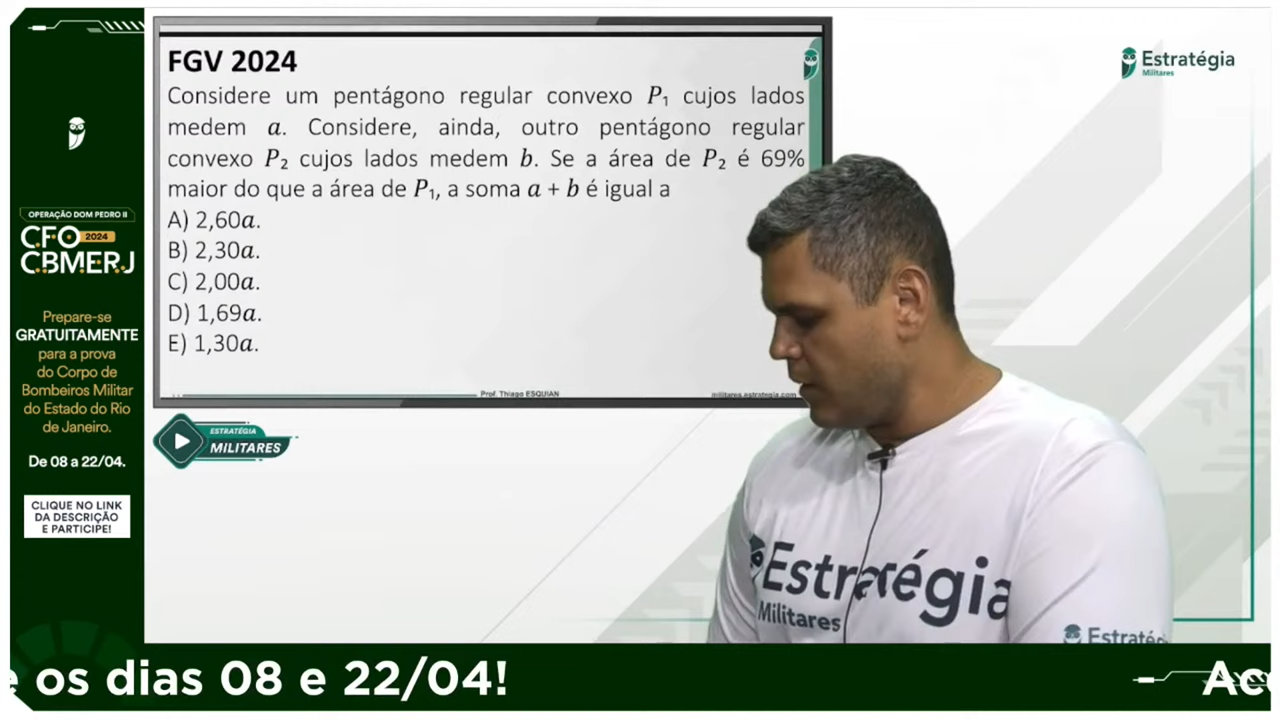 FGV 2024
Considere um pentágono regular convexo P₁ cujos lados
medem a. Considere, ainda, outro pentágono regular
convexo P₂ cujos lados medem b. Se a área de P₂ é 69%
maior do que a área de P₁, a soma a + b é igual a
A) 2,60a.
B) 2,30a.
C) 2,00a.
D) 1,69a.
E) 1,30a.
Prof. Thiago ESQUIAN
militares.estrategia.com
Estratégia
Militares
OPERAÇÃO DOM PEDRO II
CFO 2024
CBMERJ
Prepare-se
GRATUITAMENTE
para a prova
do Corpo de
Bombeiros Militar
do Estado do Rio
de Janeiro.
De 08 a 22/04.
CLIQUE NO LINK
DA DESCRIÇÃO
E PARTICIPE!
ESTRATÉGIA
MILITARES
Estratégia
Militares
os dias 08 e 22/04!